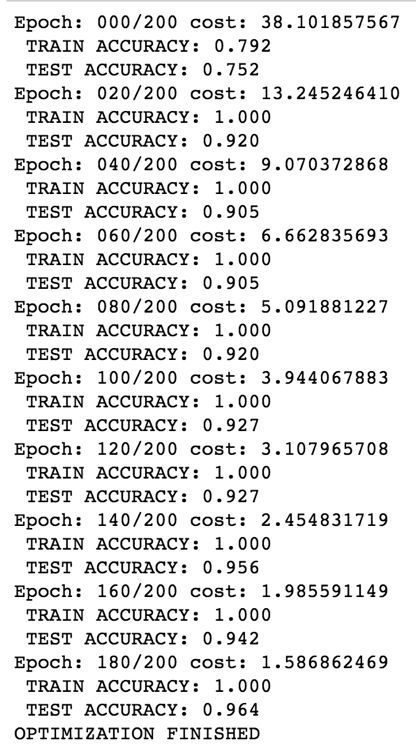 Epoch: 000/200 cost: 38.101857567
TRAIN ACCURACY: 0.792
TEST ACCURACY: 0.752
Epoch: 020/200 cost: 13.245246410
TRAIN ACCURACY: 1.000
TEST ACCURACY: 0.920
Epoch: 040/200 cost: 9.070372868
TRAIN ACCURACY: 1.000
TEST ACCURACY: 0.905
Epoch: 060/200 cost: 6.662835693
TRAIN ACCURACY: 1.000
TEST ACCURACY: 0.905
Epoch: 080/200 cost: 5.091881227
TRAIN ACCURACY: 1.000
TEST ACCURACY: 0.920
Epoch: 100/200 cost: 3.944067883
TRAIN ACCURACY: 1.000
TEST ACCURACY: 0.927
Epoch: 120/200 cost: 3.107965708
TRAIN ACCURACY: 1.000
TEST ACCURACY: 0.927
Epoch: 140/200 cost: 2.454831719
TRAIN ACCURACY: 1.000
TEST ACCURACY: 0.956
Epoch: 160/200 cost: 1.985591149
TRAIN ACCURACY: 1.000
TEST ACCURACY: 0.942
Epoch: 180/200 cost: 1.586862469
TRAIN ACCURACY: 1.000
TEST ACCURACY: 0.964
OPTIMIZATION FINISHED